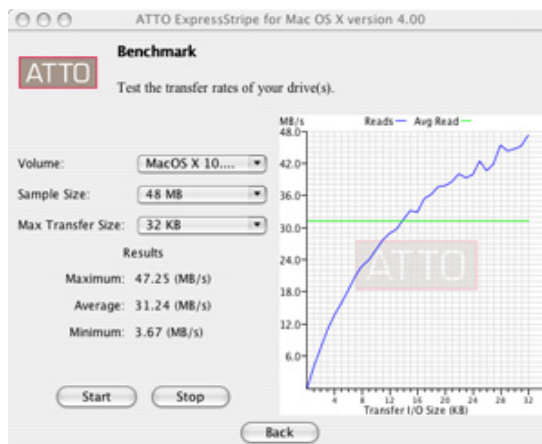 ATTO ExpressStripe for Mac OS X version 4.00
ATTO
Benchmark
Test the transfer rates of your drive(s).
Volume: MacOS X 10....
Sample Size: 48 MB
Max Transfer Size: 32 KB
Results
Maximum: 47.25 (MB/s)
Average: 31.24 (MB/s)
Minimum: 3.67 (MB/s)
Start Stop
MB/s Reads Avg Read
48.0
42.0
36.0
30.0
24.0
18.0
12.0
6.0
ATTO
4 8 12 16 20 24 28 32
Transfer I/O Size (KB)
Back